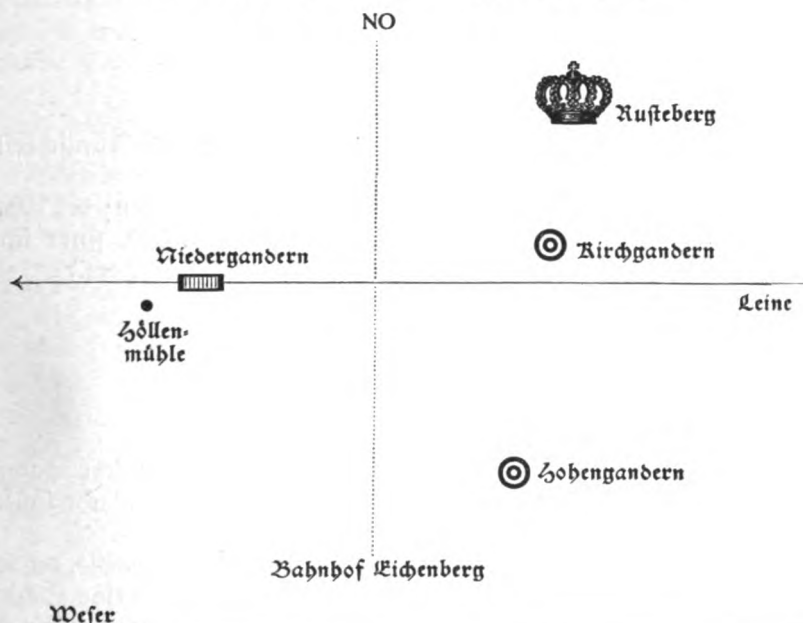 NO
Rusteberg
Kirchgandern
Niedergandern
Leine
Höllen-
mühle
Hohengandern
Bahnhof Eichenberg
Weser